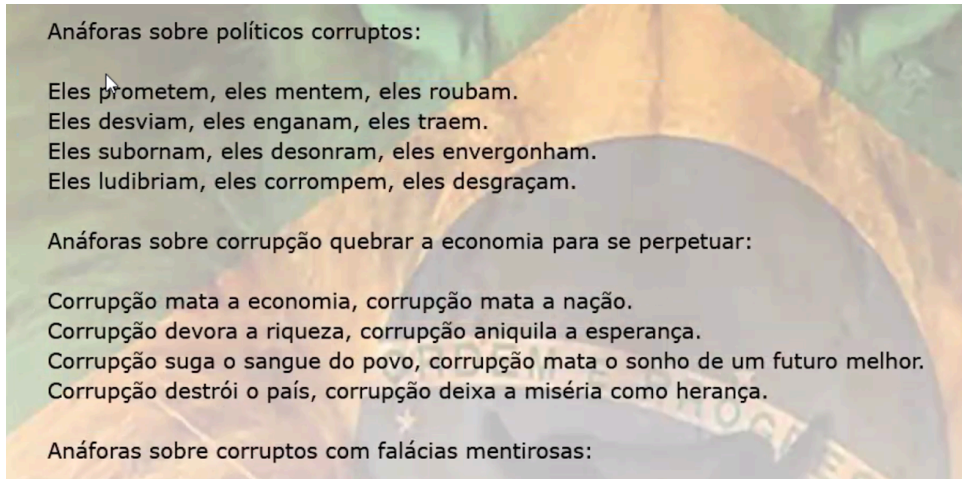 Anáforas sobre políticos corruptos:
Eles prometem, eles mentem, eles roubam.
Eles desviam, eles enganam, eles traem.
Eles subornam, eles desonram, eles envergonham.
Eles ludibriam, eles corrompem, eles desgraçam.
Anáforas sobre corrupção quebrar a economia para se perpetuar:
Corrupção mata a economia, corrupção mata a nação.
Corrupção devora a riqueza, corrupção aniquila a esperança.
Corrupção suga o sangue do povo, corrupção mata o sonho de um futuro melhor.
Corrupção destrói o país, corrupção deixa a miséria como herança.
Anáforas sobre corruptos com falácias mentirosas: